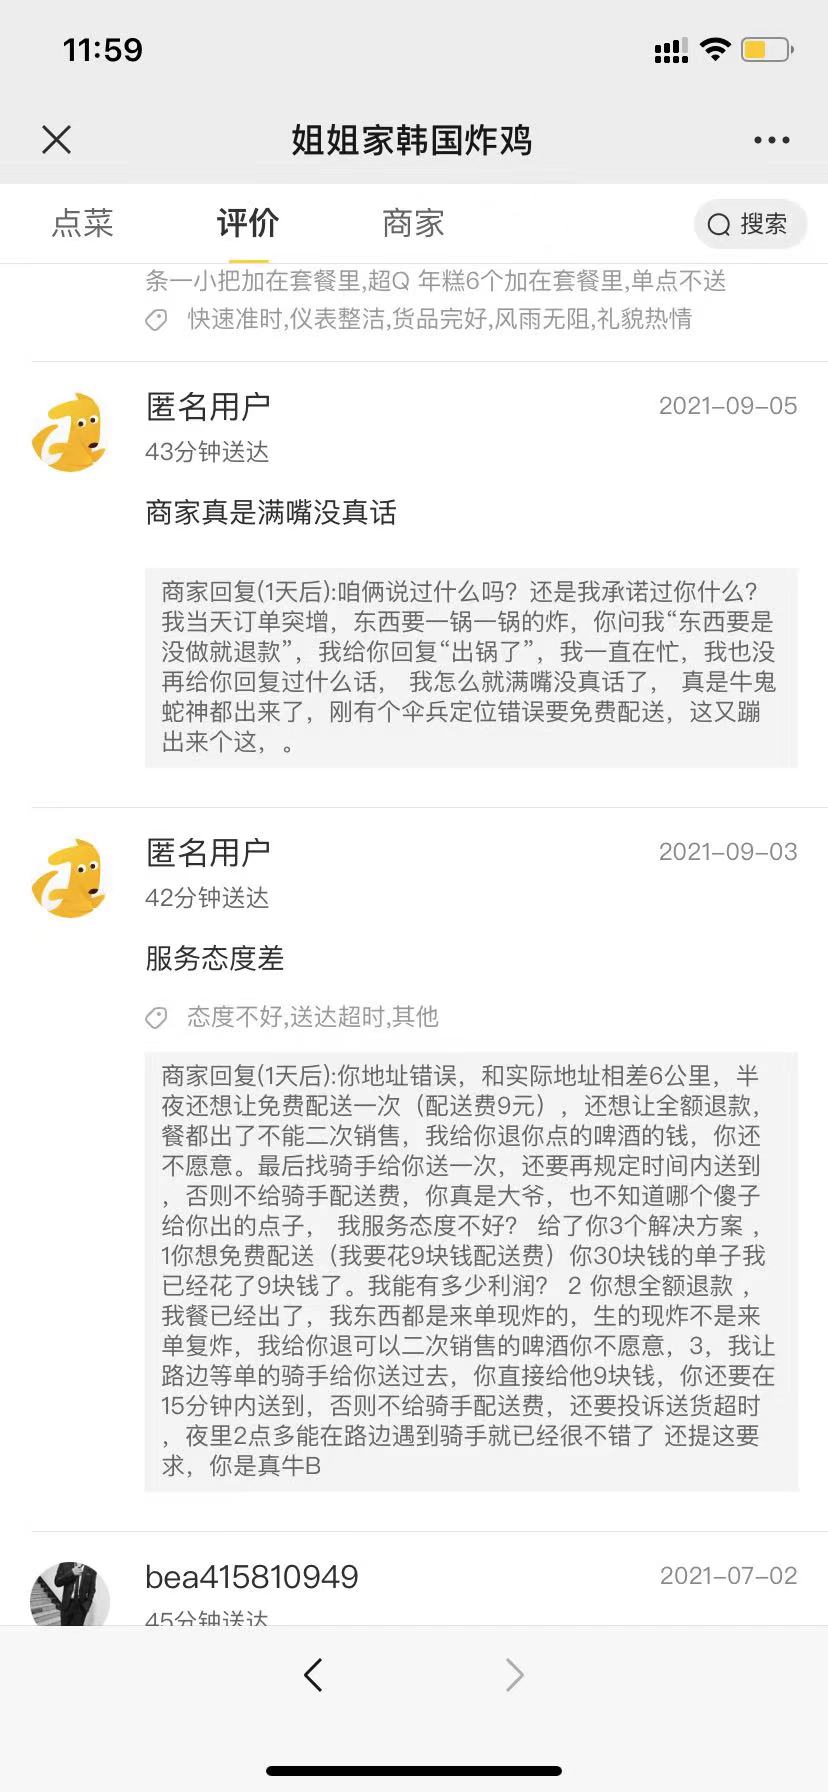 11:59
姐姐家韩国炸鸡
点菜
评价
商家
搜索
条一小把加在套餐里,超Q 年糕6个加在套餐里,单点不送
快速准时,仪表整洁,货品完好,风雨无阻,礼貌热情
匿名用户
2021-09-05
43分钟送达
商家真是满嘴没真话
商家回复(1天后):咱俩说过什么吗？还是我承诺过你什么？
我当天订单突增，东西要一锅一锅的炸，你问我“东西要是
没做就退款”，我给你回复“出锅了”，我一直在忙，我也没
再给你回复过什么话， 我怎么就满嘴没真话了， 真是牛鬼
蛇神都出来了，刚有个伞兵定位错误要免费配送，这又蹦
出来个这，。
匿名用户
2021-09-03
42分钟送达
服务态度差
态度不好,送达超时,其他
商家回复(1天后):你地址错误，和实际地址相差6公里，半
夜还想让免费配送一次（配送费9元），还想让全额退款，
餐都出了不能二次销售，我给你退你点的啤酒的钱，你还
不愿意。最后找骑手给你送一次，还要再规定时间内送到
，否则不给骑手配送费，你真是大爷，也不知道哪个傻子
给你出的点子， 我服务态度不好？ 给了你3个解决方案 ，
1你想免费配送（我要花9块钱配送费）你30块钱的单子我
已经花了9块钱了。我能有多少利润？ 2 你想全额退款 ，
我餐已经出了，我东西都是来单现炸的，生的现炸不是来
单复炸，我给你退可以二次销售的啤酒你不愿意，3，我让
路边等单的骑手给你送过去，你直接给他9块钱，你还要在
15分钟内送到，否则不给骑手配送费，还要投诉送货超时
，夜里2点多能在路边遇到骑手就已经很不错了 还提这要
求，你是真牛B
bea415810949
2021-07-02
45分钟送达